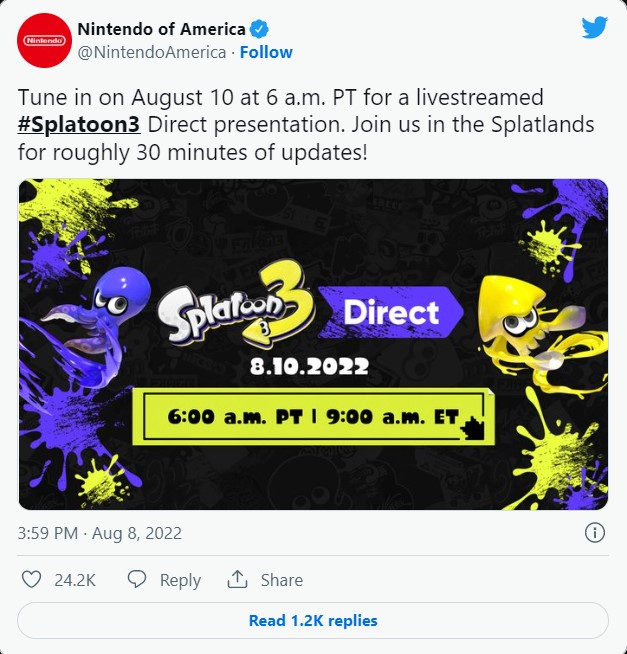 Nintendo
Nintendo of America
@NintendoAmerica · Follow
Tune in on August 10 at 6 a.m. PT for a livestreamed
#Splatoon3 Direct presentation. Join us in the Splatlands
for roughly 30 minutes of updates!
Splatoon 3 Direct
8.10.2022
6:00 a.m. PT | 9:00 a.m. ET
3:59 PM · Aug 8, 2022
24.2K Reply Share
Read 1.2K replies